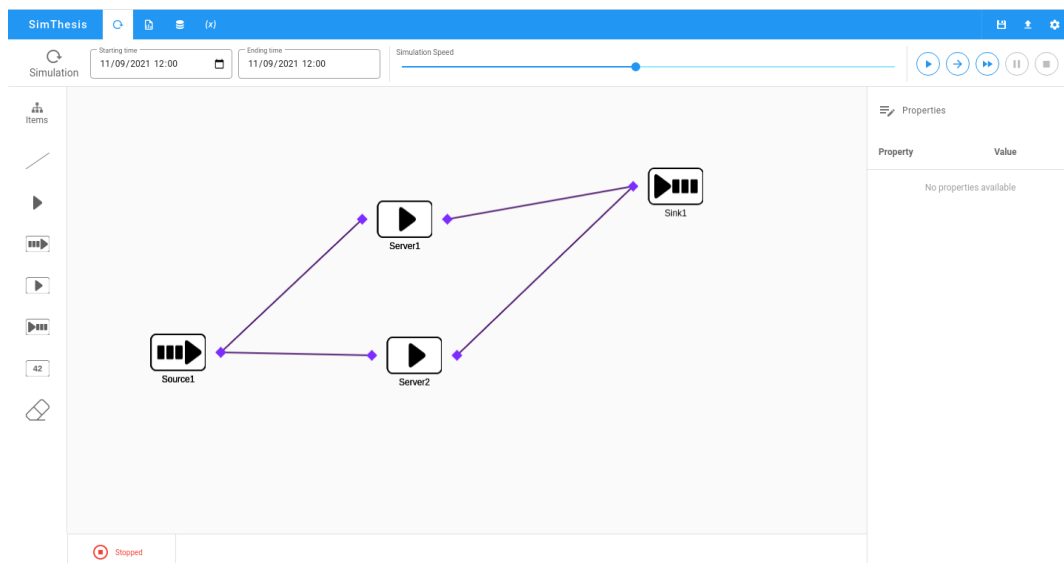 SimThesis
(x)
Simulation
Starting time
11/09/2021 12:00
Ending time
11/09/2021 12:00
Simulation Speed
Items
42
Properties
Property Value
No properties available
Sink1
Server1
Source1
Server2
Stopped